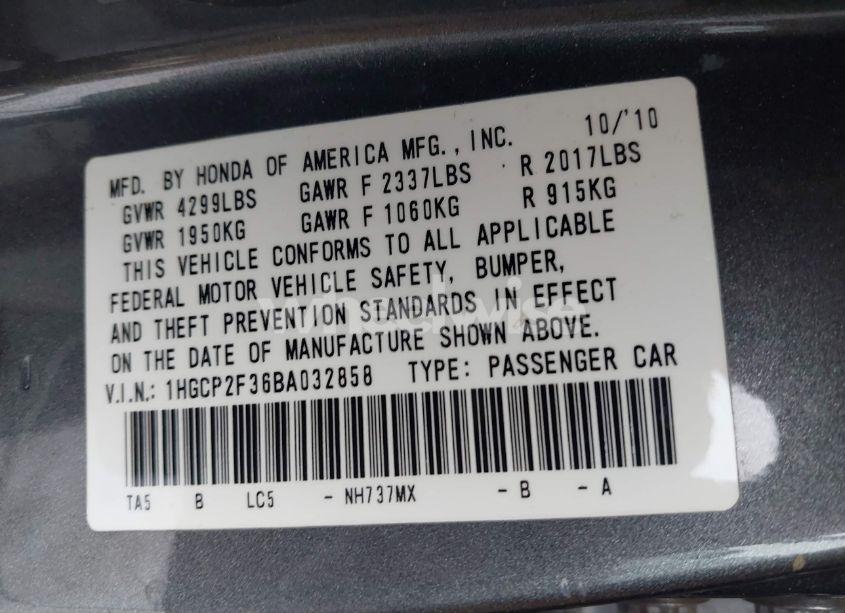 MFD. BY HONDA OF AMERICA MFG., INC. 10/'10
GVWR 4299LBS GAWR F 2337LBS R 2017LBS
GVWR 1950KG GAWR F 1060KG R 915KG
THIS VEHICLE CONFORMS TO ALL APPLICABLE
FEDERAL MOTOR VEHICLE SAFETY, BUMPER,
AND THEFT PREVENTION STANDARDS IN EFFECT
ON THE DATE OF MANUFACTURE SHOWN ABOVE.
V.I.N.: 1HGCP2F36BA032858 TYPE: PASSENGER CAR
TA5 B LC5 - NH737MX - B - A